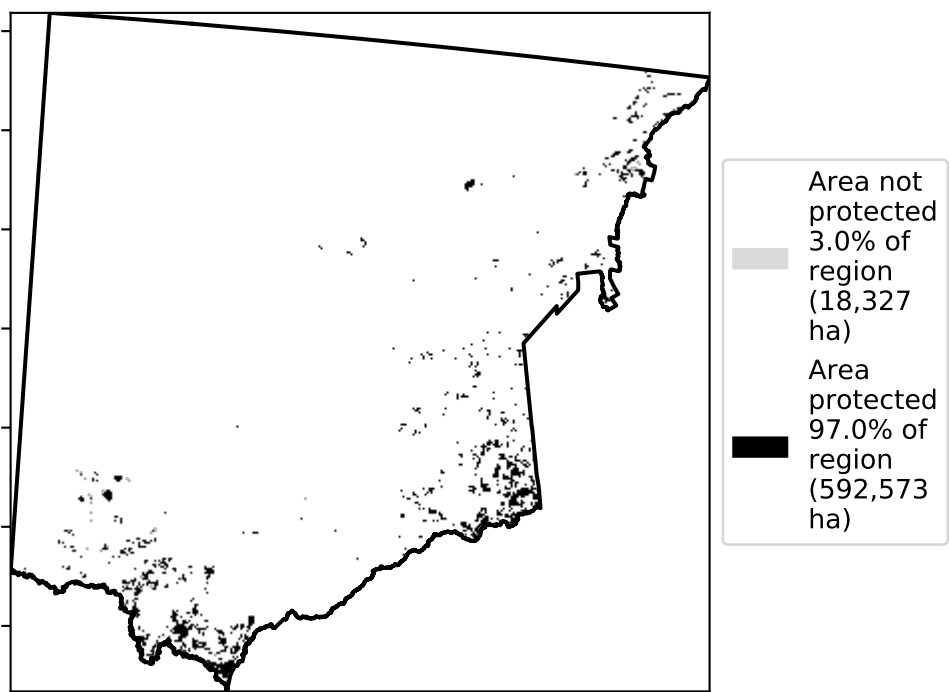 Area not
protected
3.0% of
region
(18,327
ha)
Area
protected
97.0% of
region
(592,573
ha)